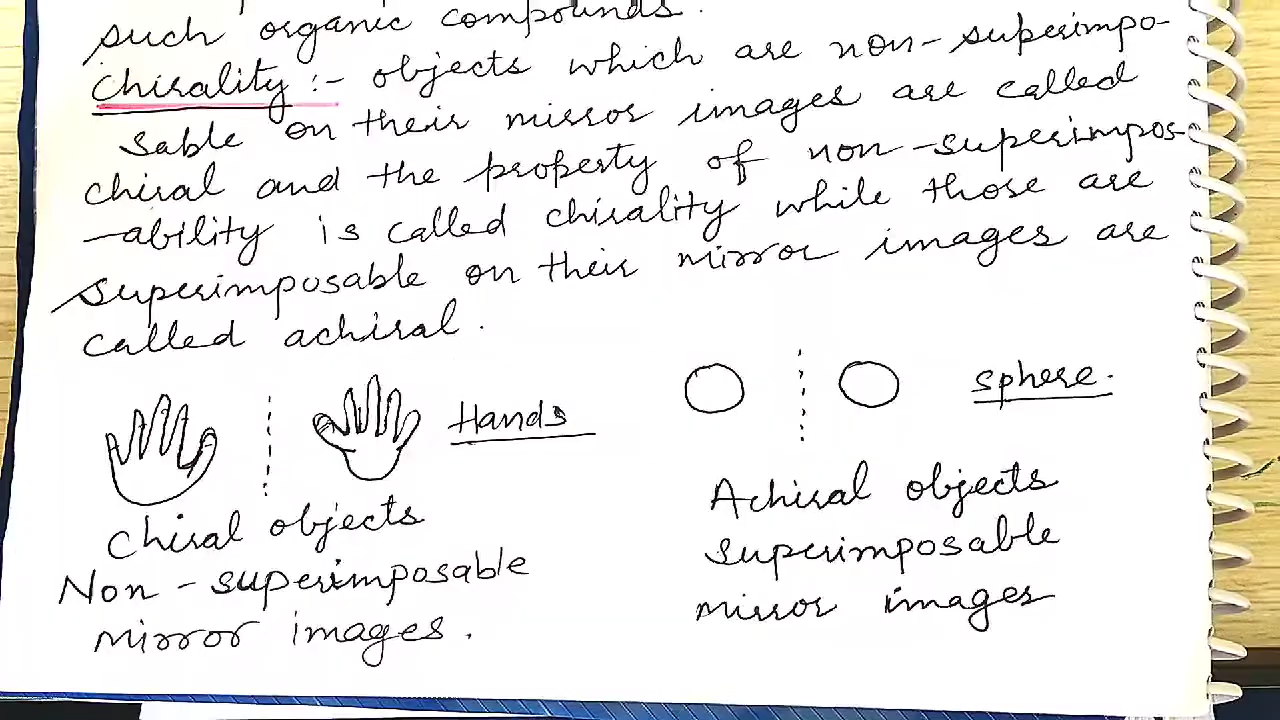 such organic compounds.
Chirality :- objects which are non-superimpo-
sable on their mirror images are called
chiral and the property of non-superimpos-
-ability is called chirality while those are
superimposable on their mirror images are
called achiral.
Hands
sphere.
Chiral objects
Non-superimposable
mirror images.
Achiral objects
superimposable
mirror images